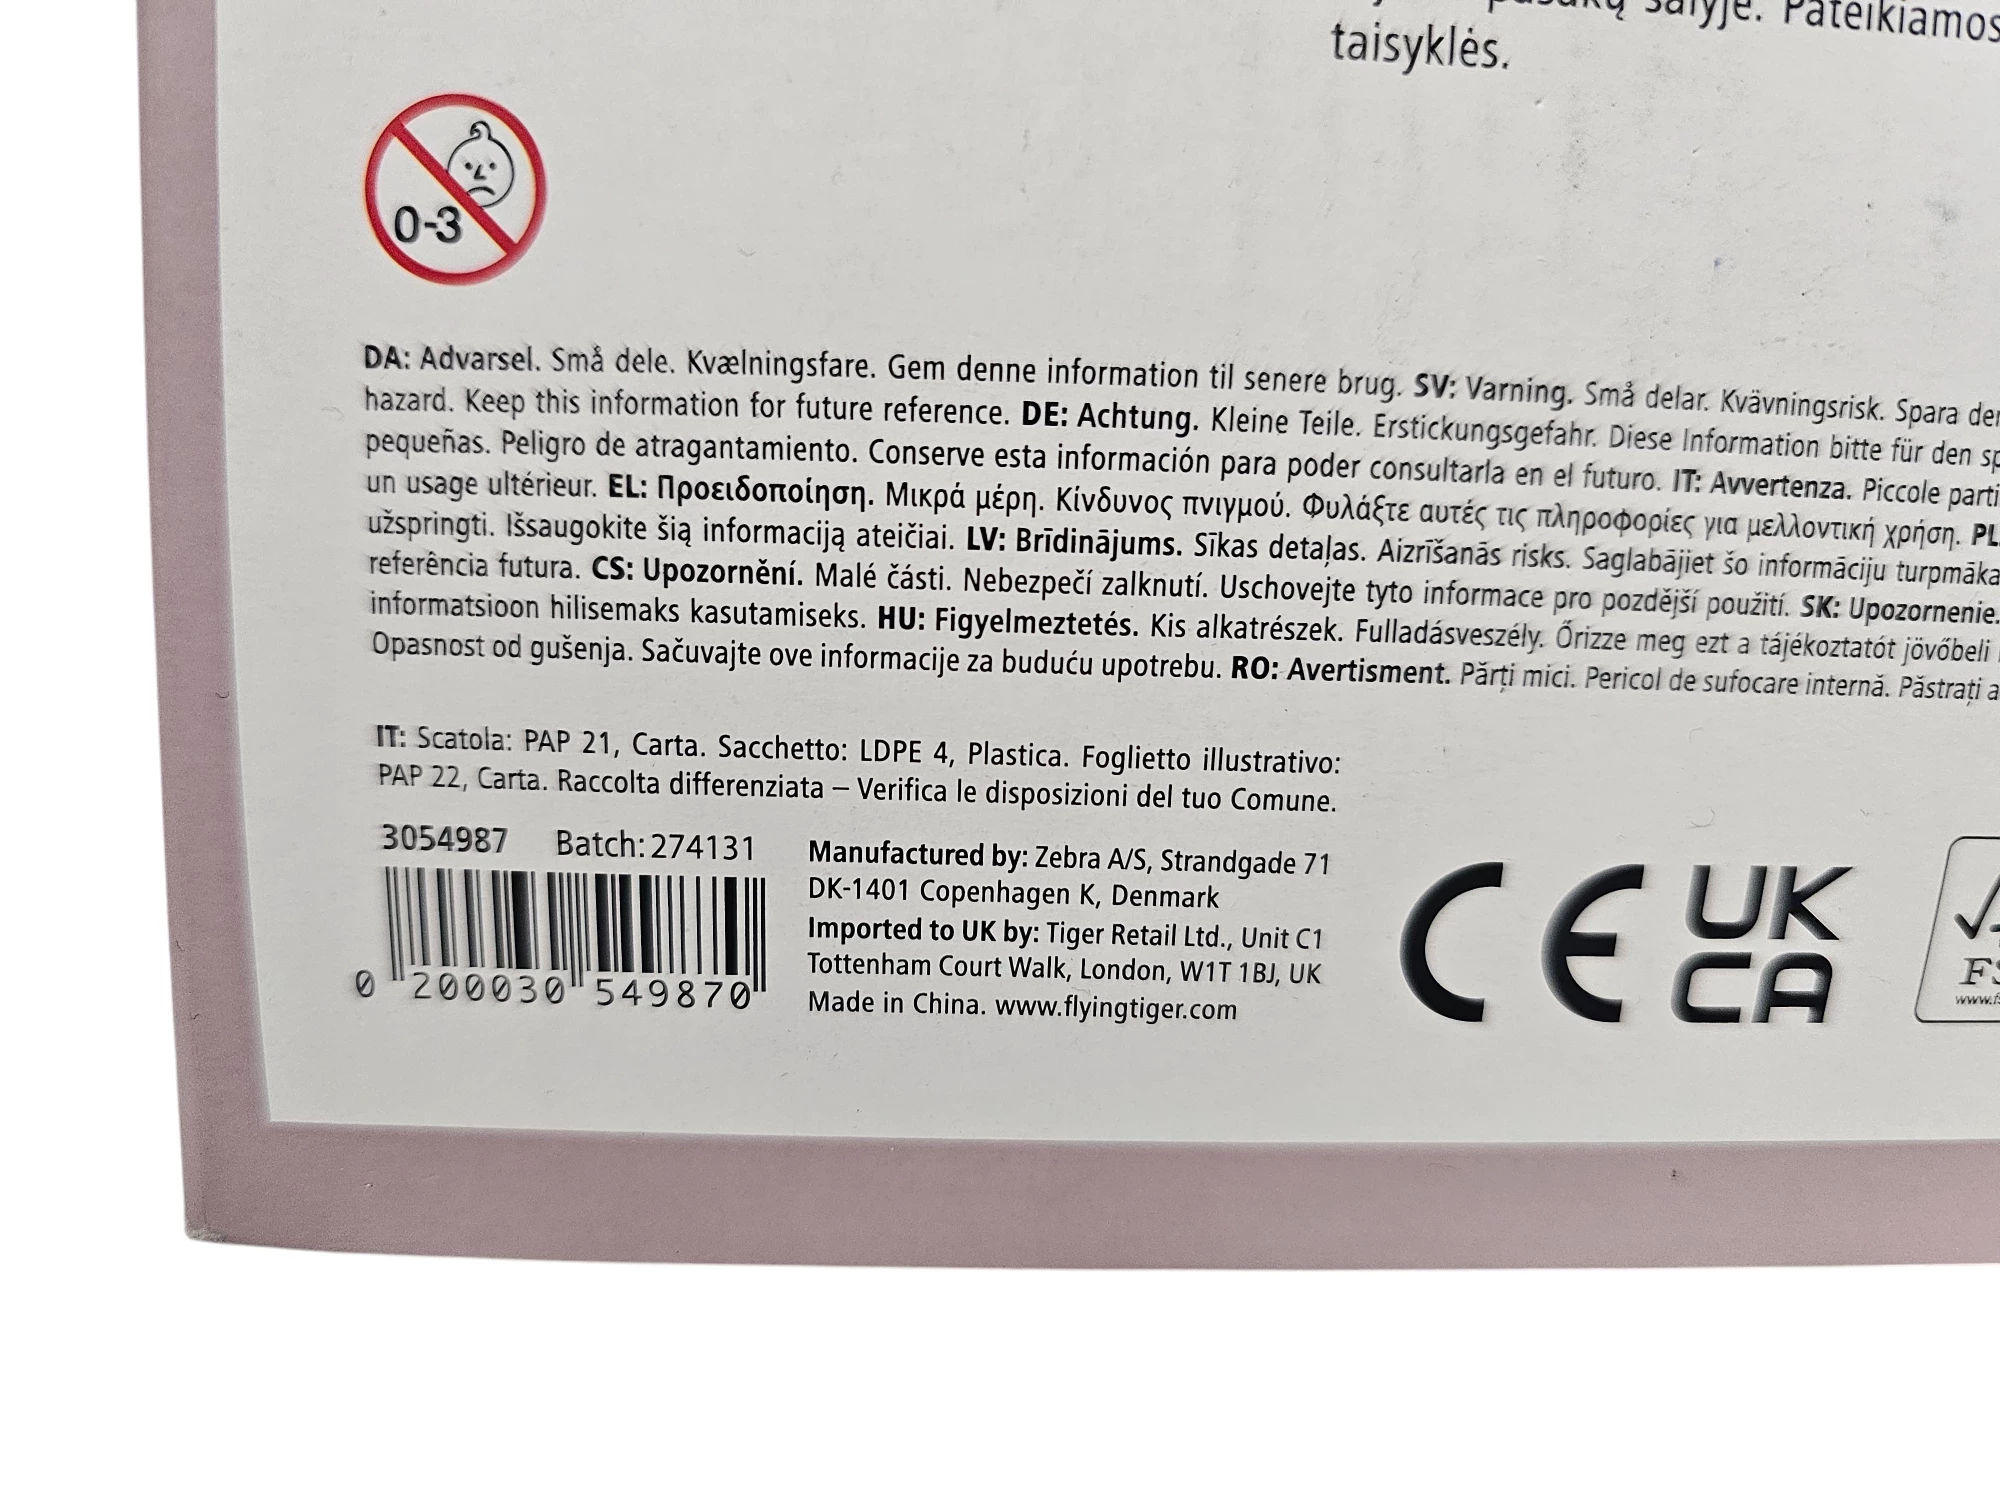 salyje. Pateikiamos
taisyklės.
0-3
DA: Advarsel. Små dele. Kvælningsfare. Gem denne information til senere brug. SV: Varning. Små delar. Kvävningsrisk. Spara
hazard. Keep this information for future reference. DE: Achtung. Kleine Teile. Erstickungsgefahr. Diese Information bitte für den
pequeñas. Peligro de atragantamiento. Conserve esta información para poder consultarla en el futuro. IT: Avvertenza. Piccole parti
un usage ultérieur. EL: Προειδοποίηση. Μικρά μέρη. Κίνδυνος πνιγμού. Φυλάξτε αυτές τις πληροφορίες για μελλοντική χρήση. PL
užspringti. Išsaugokite šią informaciją ateičiai. LV: Brīdinājums. Sīkas detaļas. Aizrīšanās risks. Saglabājiet šo informāciju turpmāka
referência futura. CS: Upozornění. Malé části. Nebezpečí zalknutí. Uschovejte tyto informace pro pozdější použití. SK: Upozornenie.
informatsioon hilisemaks kasutamiseks. HU: Figyelmeztetés. Kis alkatrészek. Fulladásveszély. Őrizze meg ezt a tájékoztatót jövőbeli
Opasnost od gušenja. Sačuvajte ove informacije za buduću upotrebu. RO: Avertisment. Părți mici. Pericol de sufocare internă. Păstrați
IT: Scatola: PAP 21, Carta. Sacchetto: LDPE 4, Plastica. Foglietto illustrativo:
PAP 22, Carta. Raccolta differenziata – Verifica le disposizioni del tuo Comune.
3054987 Batch: 274131
0 200030 549870
Manufactured by: Zebra A/S, Strandgade 71
DK-1401 Copenhagen K, Denmark
Imported to UK by: Tiger Retail Ltd., Unit C1
Tottenham Court Walk, London, W1T 1BJ, UK
Made in China. www.flyingtiger.com
CE
UK
CA